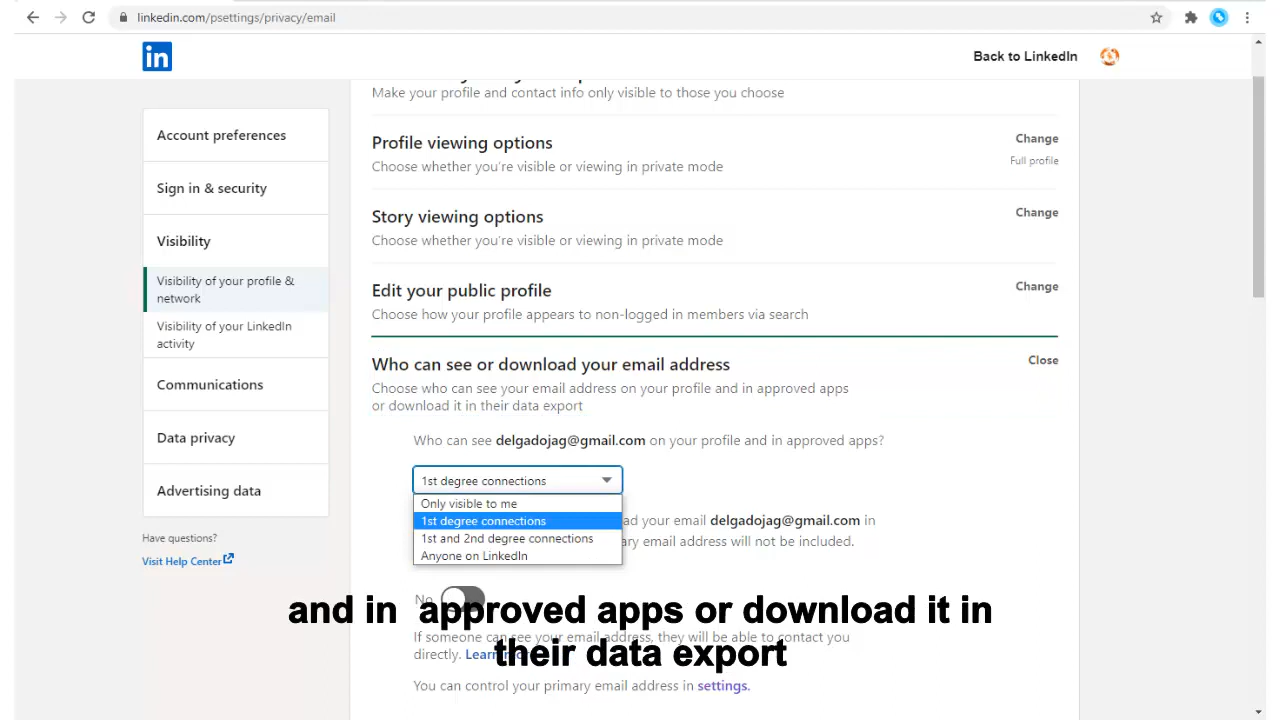 linkedin.com/psettings/privacy/email
in
Back to LinkedIn
Make your profile and contact info only visible to those you choose
Account preferences
Sign in & security
Visibility
Visibility of your profile &
network
Visibility of your LinkedIn
activity
Communications
Data privacy
Advertising data
Have questions?
Visit Help Center
Profile viewing options
Change
Choose whether you're visible or viewing in private mode
Full profile
Story viewing options
Change
Choose whether you're visible or viewing in private mode
Edit your public profile
Change
Choose how your profile appears to non-logged in members via search
Who can see or download your email address
Close
Choose who can see your email address on your profile and in approved apps
or download it in their data export
Who can see delgadojag@gmail.com on your profile and in approved apps?
1st degree connections
Only visible to me
1st degree connections
1st and 2nd degree connections
Anyone on LinkedIn
your email delgadojag@gmail.com in
email address will not be included.
No
and in approved apps or download it in
their data export
If someone can see your email address, they will be able to contact you
directly.
You can control your primary email address in settings.